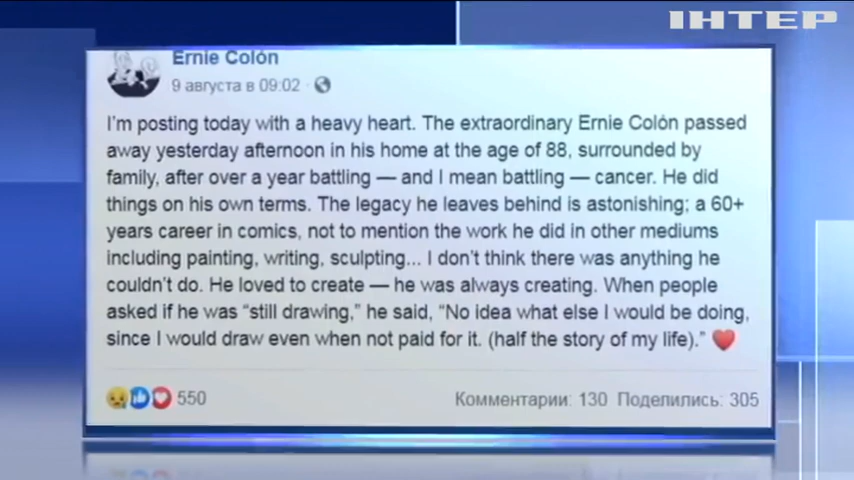 ІНТЕР
Ernie Colón
9 августа в 09:02 ·
I'm posting today with a heavy heart. The extraordinary Ernie Colón passed
away yesterday afternoon in his home at the age of 88, surrounded by
family, after over a year battling — and I mean battling — cancer. He did
things on his own terms. The legacy he leaves behind is astonishing; a 60+
years career in comics, not to mention the work he did in other mediums
including painting, writing, sculpting... I don't think there was anything he
couldn't do. He loved to create — he was always creating. When people
asked if he was “still drawing,” he said, “No idea what else I would be doing,
since I would draw even when not paid for it. (half the story of my life).” ❤️
550 Комментарии: 130 Поделились: 305